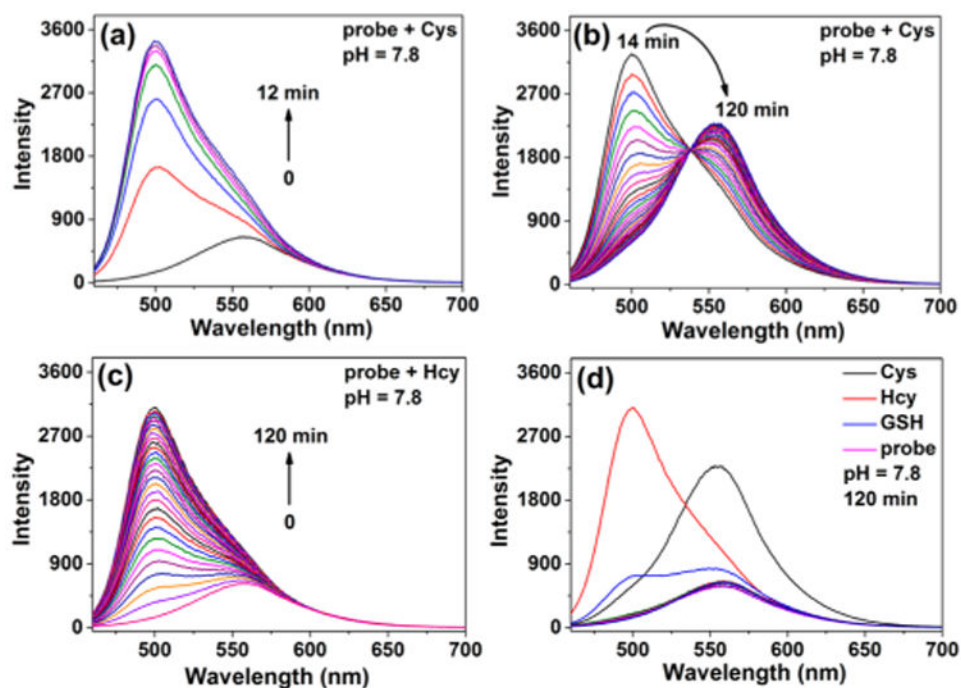 (a)
probe + Cys
pH = 7.8
12 min
0
Intensity
3600
2700
1800
900
0
500 550 600 650 700
Wavelength (nm)
(b)
probe + Cys
pH = 7.8
14 min
120 min
Intensity
3600
2700
1800
900
0
500 550 600 650 700
Wavelength (nm)
(c)
probe + Hcy
pH = 7.8
120 min
0
Intensity
3600
2700
1800
900
0
500 550 600 650 700
Wavelength (nm)
(d)
Cys
Hcy
GSH
probe
pH = 7.8
120 min
Intensity
3600
2700
1800
900
0
500 550 600 650 700
Wavelength (nm)